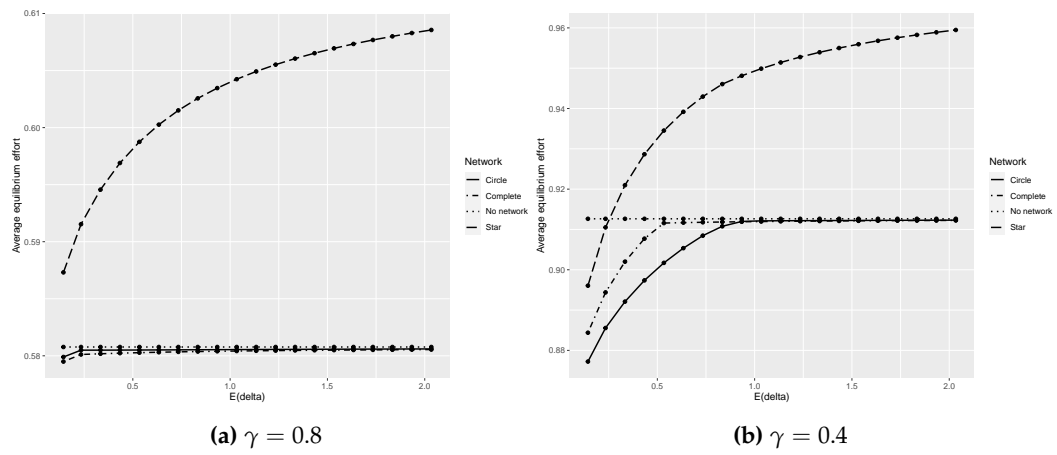 0.61
0.60
0.59
0.58
Average equilibrium effort
0.5
1.0
1.5
2.0
E(delta)
Network
Circle
Complete
No network
Star
(a) γ = 0.8
0.96
0.94
0.92
0.90
0.88
Average equilibrium effort
0.5
1.0
1.5
2.0
E(delta)
Network
Circle
Complete
No network
Star
(b) γ = 0.4